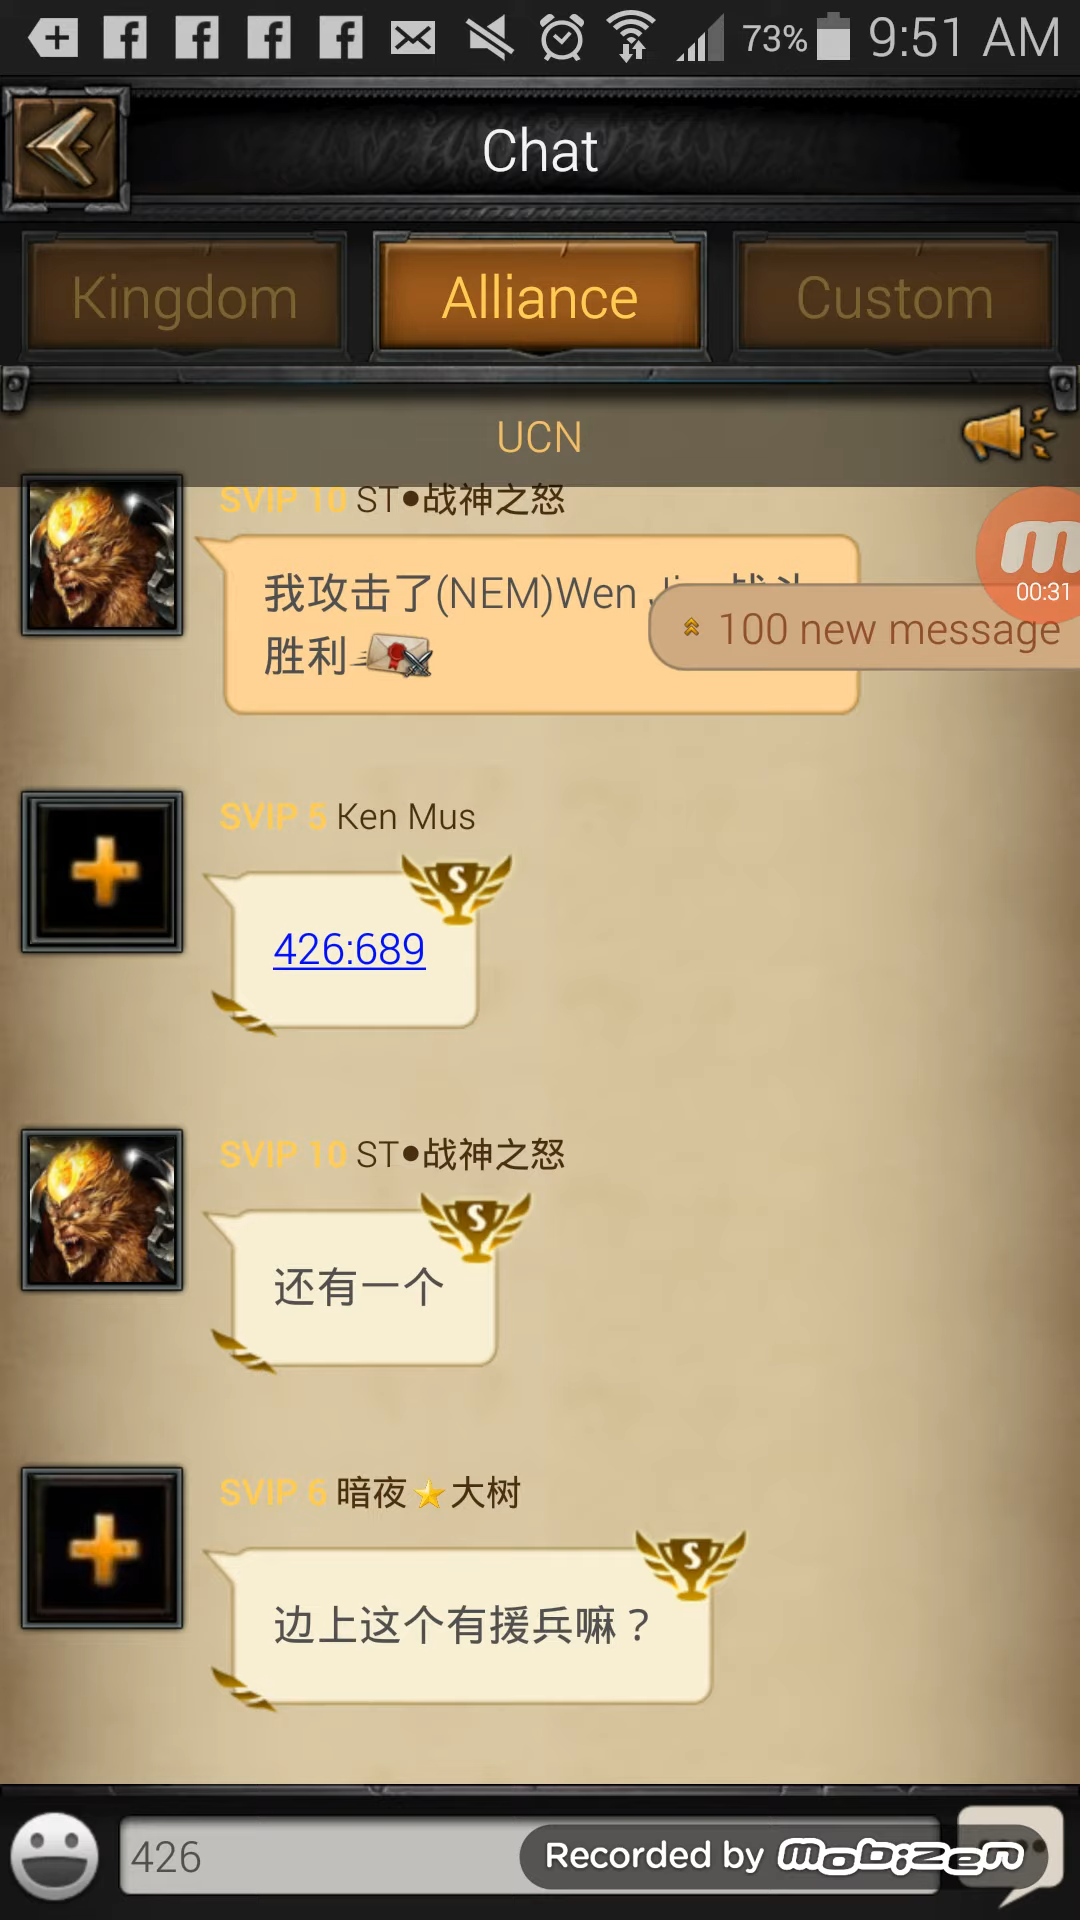 73% 9:51 AM
Chat
Kingdom Alliance Custom
UCN
SVIP 10 ST●战神之怒
我攻击了(NEM)Wen
胜利
00:31
100 new message
SVIP 5 Ken Mus
426:689
SVIP 10 ST●战神之怒
还有一个
SVIP 6 暗夜⭐大树
边上这个有援兵嘛？
426
Recorded by mobizen